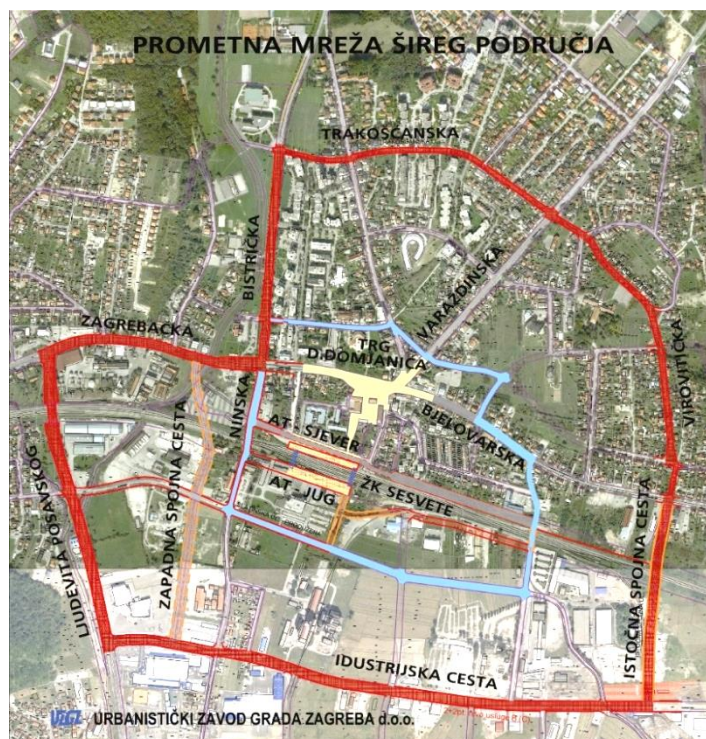 PROMETNA MREŽA ŠIREG PODRUČJA
TRAKOŠĆANSKA
BISTRIČKA
VARAŽDINSKA
ZAGREBAČKA
TRG
D.DOMJANIĆA
VIROVITIČKA
NINSKA
BJELOVARSKA
AT - SJEVER
AT - JUG
ŽK SESVETE
LJUDEVITA POSAVSKOG
ZAPADNA SPOJNA CESTA
ISTOČNA SPOJNA CESTA
IDUSTRIJSKA CESTA
UZGZ - URBANISTIČKI ZAVOD GRADA ZAGREBA d.o.o.